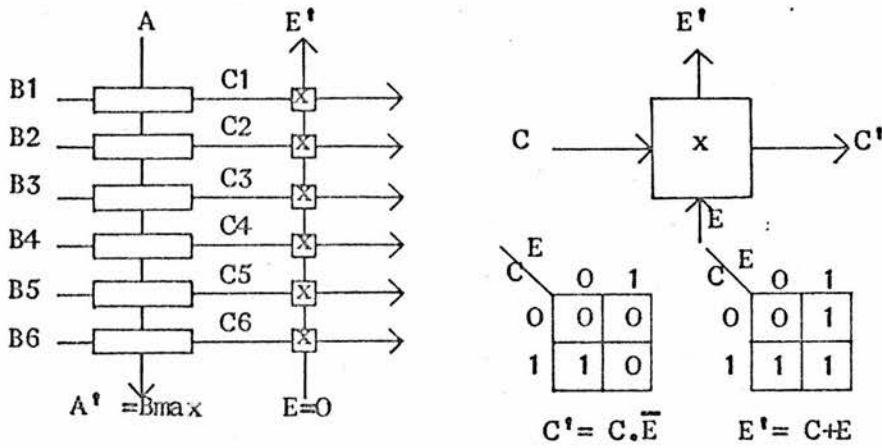 A E'
B1 C1 x
B2 C2 x
B3 C3 x
B4 C4 x
B5 C5 x
B6 C6 x
A' =Bmax E=0
E'
C x C'
E
E
C 0 1
0 0 0
1 1 0
C' = C.E̅
E
C 0 1
0 0 1
1 1 1
E' = C+E